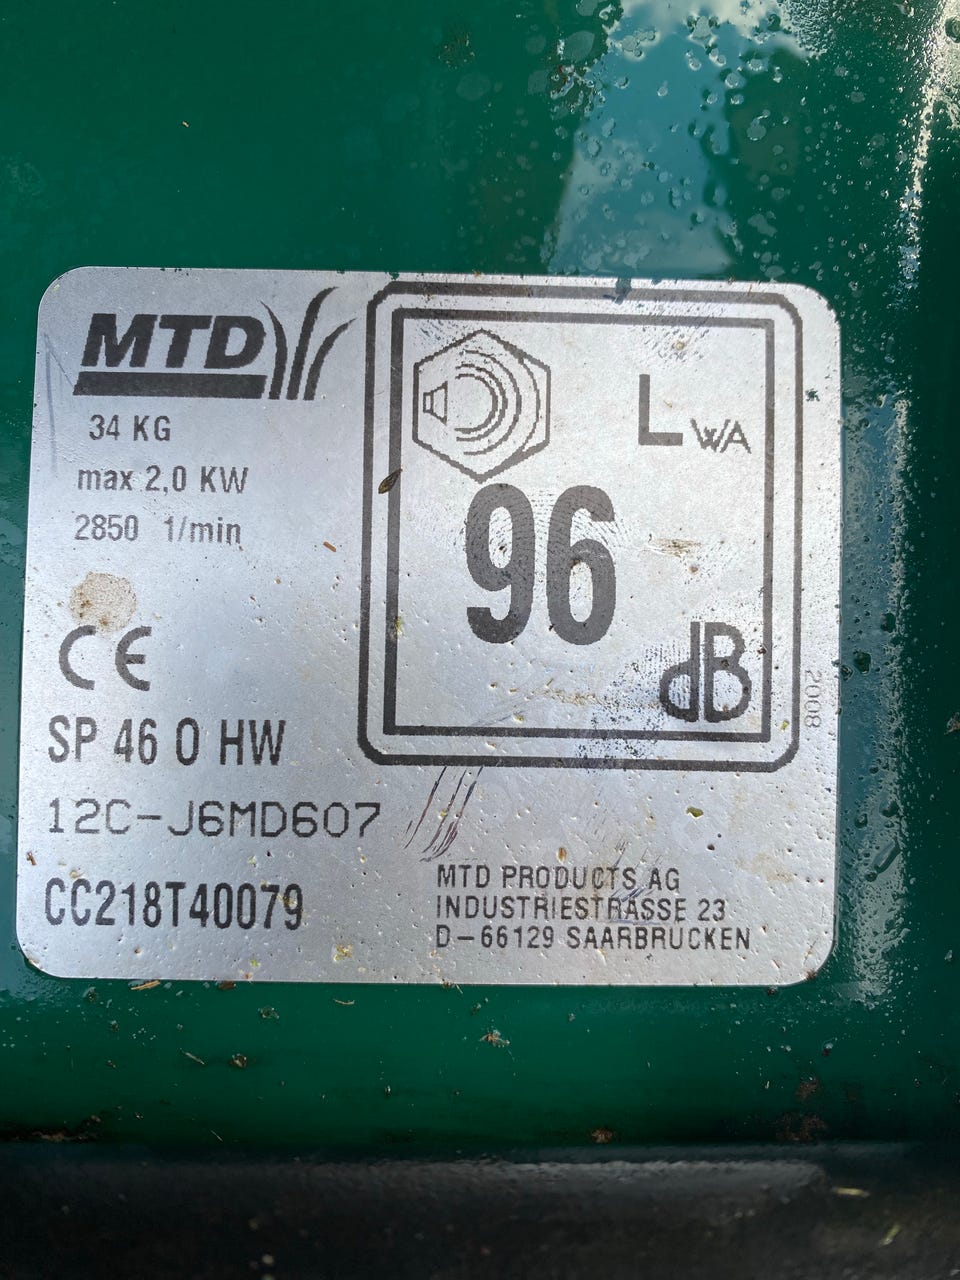 MTD
34 KG
max 2,0 KW
2850 1/min
CE
SP 46 O HW
12C-J6MD607
CC218T40079
LWA
96
dB
2008
MTD PRODUCTS AG
INDUSTRIESTRASSE 23
D-66129 SAARBRUCKEN